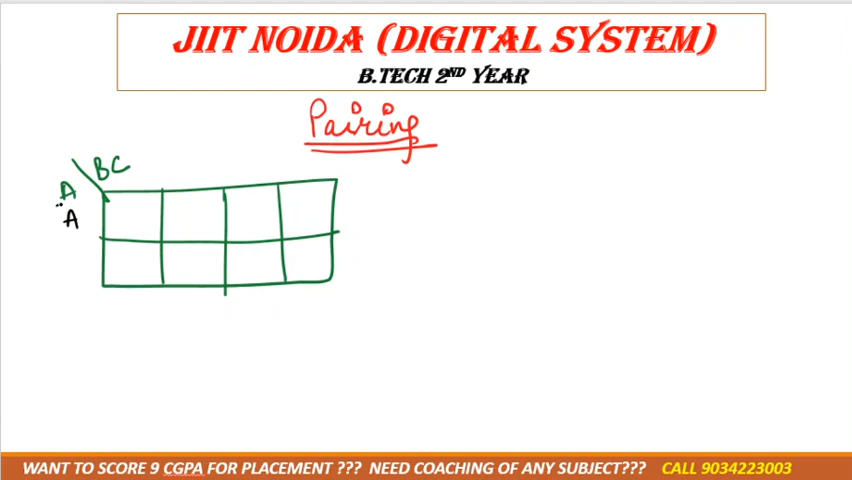 JIIT NOIDA (DIGITAL SYSTEM)
B.TECH 2ND YEAR
Pairing
BC
A
A
WANT TO SCORE 9 CGPA FOR PLACEMENT ??? NEED COACHING OF ANY SUBJECT??? CALL 9034223003